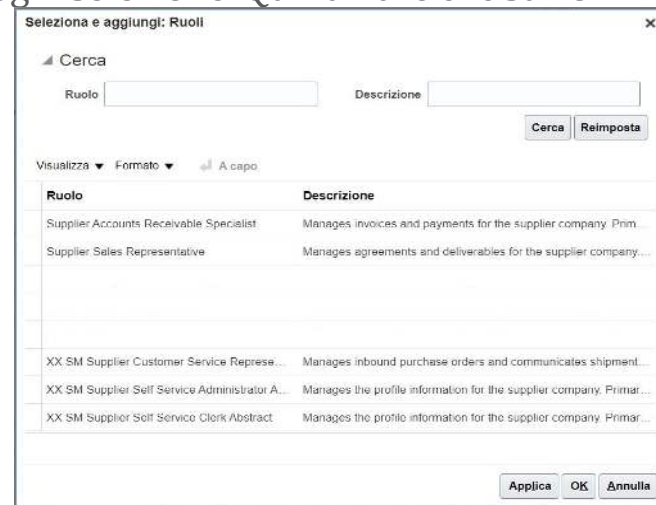 Seleziona e aggiungi: Ruoli
Cerca
Ruolo
Descrizione
Cerca Reimposta
Visualizza Formato A capo
Ruolo Descrizione
Supplier Accounts Receivable Specialist Manages invoices and payments for the supplier company. Prim...
Supplier Sales Representative Manages agreements and deliverables for the supplier company....
XX SM Supplier Customer Service Represe... Manages inbound purchase orders and communicates shipment...
XX SM Supplier Self Service Administrator A... Manages the profile information for the supplier company. Primar...
XX SM Supplier Self Service Clerk Abstract Manages the profile information for the supplier company. Primar...
Applica OK Annulla